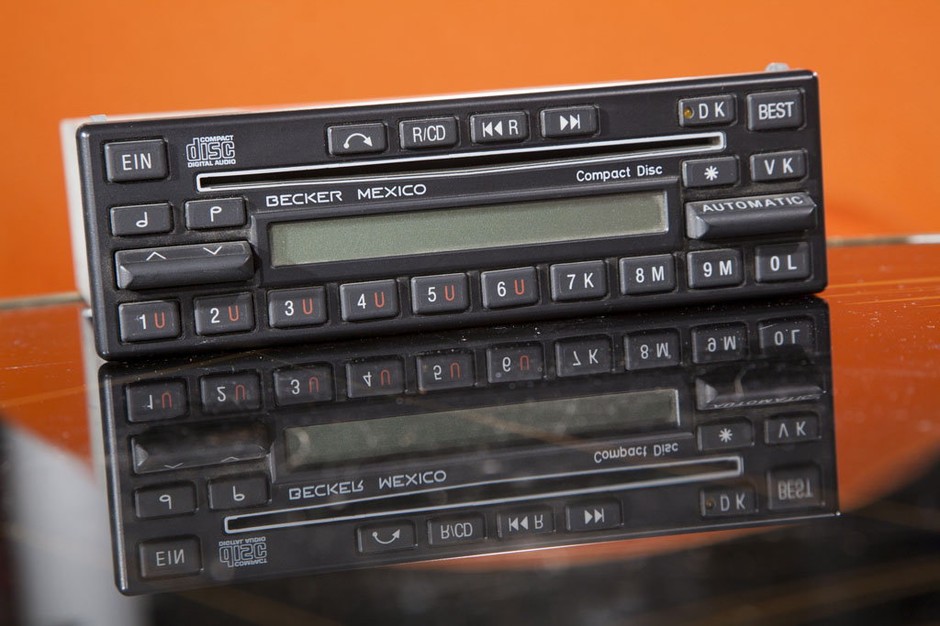 EIN
COMPACT
disc
DIGITAL AUDIO
R/CD
R
DK
BEST
BECKER MEXICO
Compact Disc
*
VK
P
AUTOMATIC
1U
2U
3U
4U
5U
6U
7K
8M
9M
0L